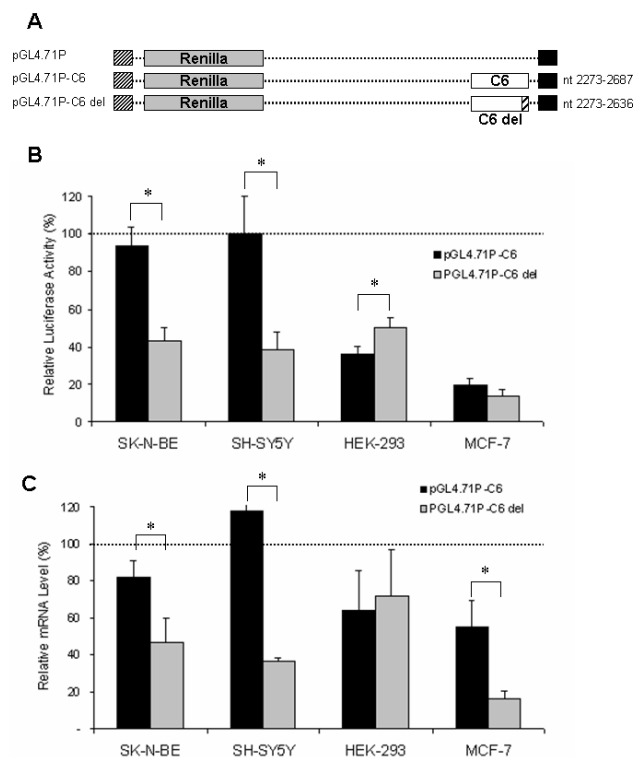 A
pGL4.71P
Renilla
pGL4.71P-C6
Renilla
C6
nt 2273-2687
pGL4.71P-C6 del
Renilla
nt 2273-2636
C6 del
B
Relative Luciferase Activity (%)
120
100
80
60
40
20
0
*
*
*
pGL4.71P-C6
PGL4.71P-C6 del
SK-N-BE
SH-SY5Y
HEK-293
MCF-7
C
Relative mRNA Level (%)
120
100
80
60
40
20
-
*
*
*
pGL4.71P-C6
PGL4.71P-C6 del
SK-N-BE
SH-SY5Y
HEK-293
MCF-7